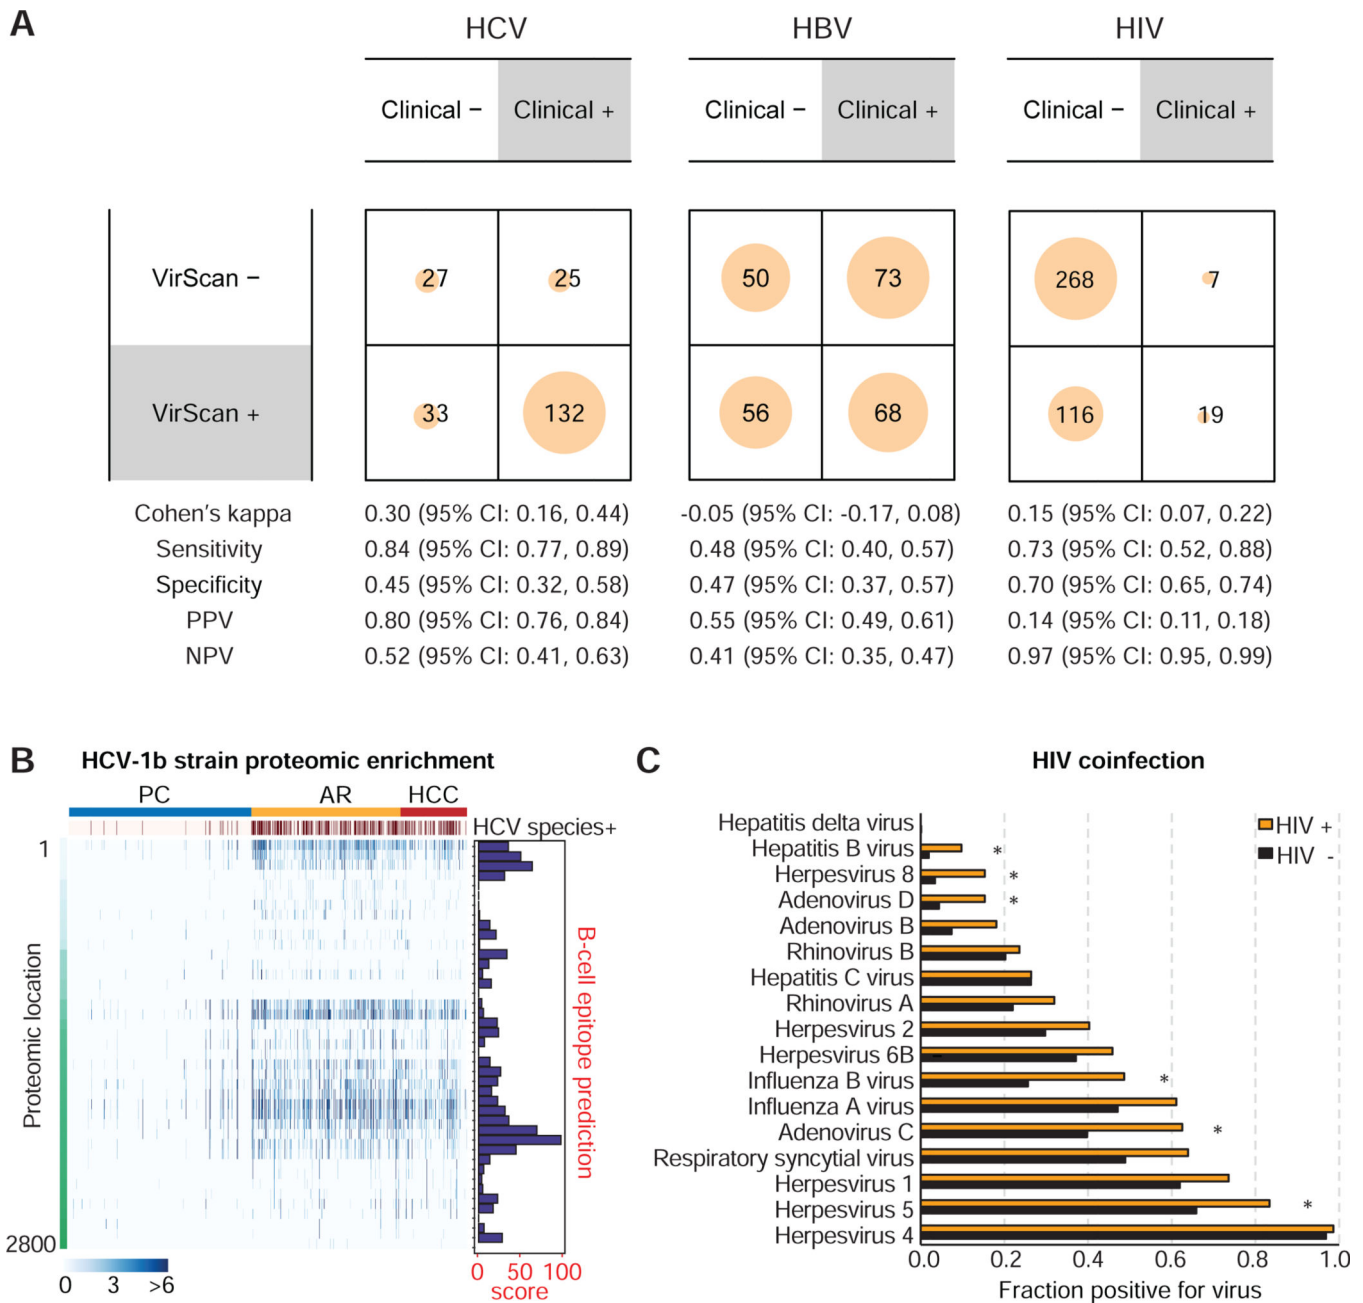 A
HCV
HBV
HIV
Clinical −
Clinical +
Clinical −
Clinical +
Clinical −
Clinical +
VirScan −
27
25
50
73
268
7
VirScan +
33
132
56
68
116
19
Cohen's kappa
0.30 (95% CI: 0.16, 0.44)
-0.05 (95% CI: -0.17, 0.08)
0.15 (95% CI: 0.07, 0.22)
Sensitivity
0.84 (95% CI: 0.77, 0.89)
0.48 (95% CI: 0.40, 0.57)
0.73 (95% CI: 0.52, 0.88)
Specificity
0.45 (95% CI: 0.32, 0.58)
0.47 (95% CI: 0.37, 0.57)
0.70 (95% CI: 0.65, 0.74)
PPV
0.80 (95% CI: 0.76, 0.84)
0.55 (95% CI: 0.49, 0.61)
0.14 (95% CI: 0.11, 0.18)
NPV
0.52 (95% CI: 0.41, 0.63)
0.41 (95% CI: 0.35, 0.47)
0.97 (95% CI: 0.95, 0.99)
B
HCV-1b strain proteomic enrichment
PC
AR
HCC
HCV species+
1
Proteomic location
2800
0
3
>6
B-cell epitope prediction
0
50
100
score
C
HIV coinfection
HIV +
HIV -
Hepatitis delta virus
Hepatitis B virus
*
Herpesvirus 8
*
Adenovirus D
*
Adenovirus B
Rhinovirus B
Hepatitis C virus
Rhinovirus A
Herpesvirus 2
Herpesvirus 6B
Influenza B virus
*
Influenza A virus
Adenovirus C
*
Respiratory syncytial virus
Herpesvirus 1
Herpesvirus 5
*
Herpesvirus 4
0.0
0.2
0.4
0.6
0.8
1.0
Fraction positive for virus